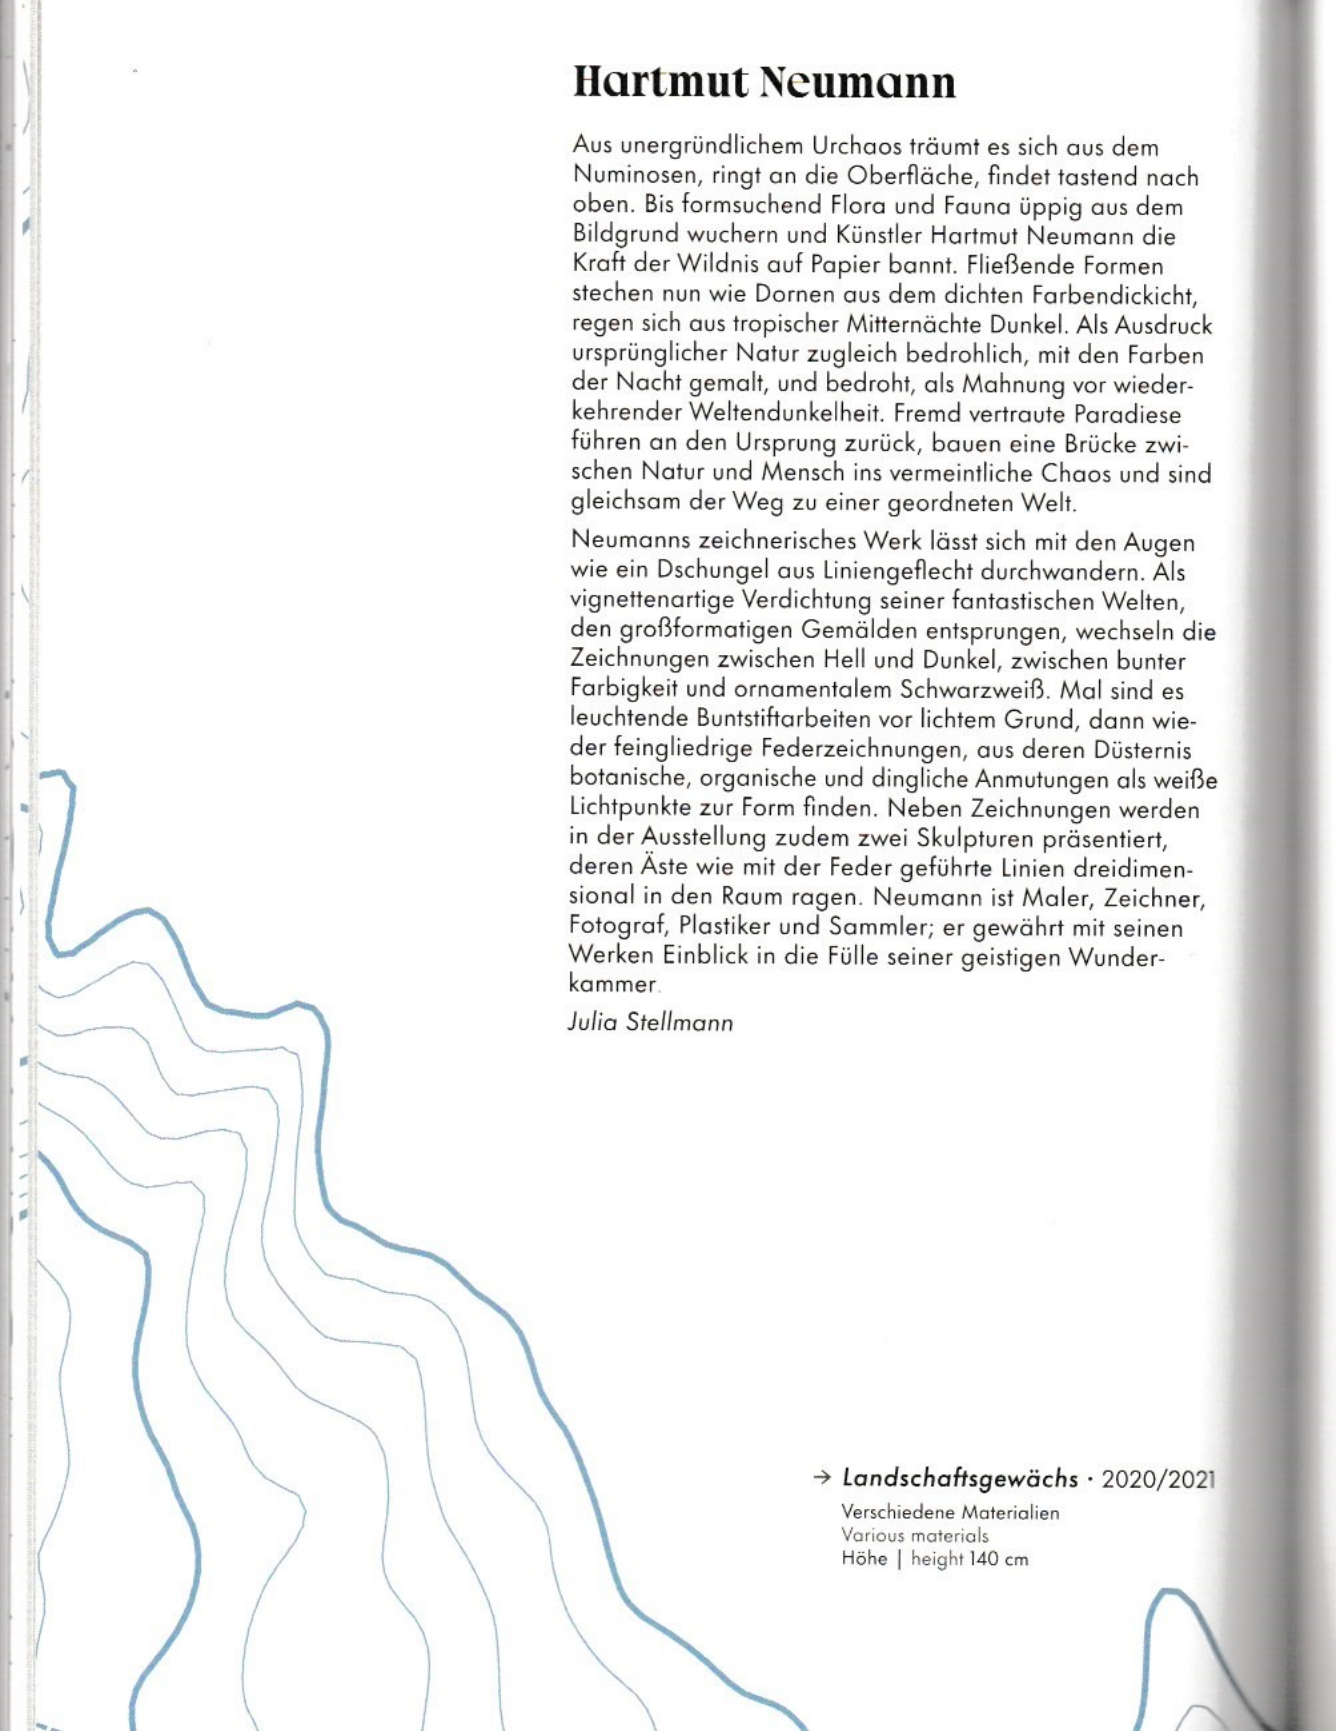 Hartmut Neumann
Aus unergründlichem Urchaos träumt es sich aus dem
Numinosen, ringt an die Oberfläche, findet tastend nach
oben. Bis formsuchend Flora und Fauna üppig aus dem
Bildgrund wuchern und Künstler Hartmut Neumann die
Kraft der Wildnis auf Papier bannt. Fließende Formen
stechen nun wie Dornen aus dem dichten Farbendickicht,
regen sich aus tropischer Mitternächte Dunkel. Als Ausdruck
ursprünglicher Natur zugleich bedrohlich, mit den Farben
der Nacht gemalt, und bedroht, als Mahnung vor wieder-
kehrender Weltendunkelheit. Fremd vertraute Paradiese
führen an den Ursprung zurück, bauen eine Brücke zwi-
schen Natur und Mensch ins vermeintliche Chaos und sind
gleichsam der Weg zu einer geordneten Welt.
Neumanns zeichnerisches Werk lässt sich mit den Augen
wie ein Dschungel aus Liniengeflecht durchwandern. Als
vignettenartige Verdichtung seiner fantastischen Welten,
den großformatigen Gemälden entsprungen, wechseln die
Zeichnungen zwischen Hell und Dunkel, zwischen bunter
Farbigkeit und ornamentalem Schwarzweiß. Mal sind es
leuchtende Buntstiftarbeiten vor lichtem Grund, dann wie-
der feingliedrige Federzeichnungen, aus deren Düsternis
botanische, organische und dingliche Anmutungen als weiße
Lichtpunkte zur Form finden. Neben Zeichnungen werden
in der Ausstellung zudem zwei Skulpturen präsentiert,
deren Äste wie mit der Feder geführte Linien dreidimen-
sional in den Raum ragen. Neumann ist Maler, Zeichner,
Fotograf, Plastiker und Sammler; er gewährt mit seinen
Werken Einblick in die Fülle seiner geistigen Wunder-
kammer.
Julia Stellmann
→ Landschaftsgewächs · 2020/2021
Verschiedene Materialien
Various materials
Höhe | height 140 cm